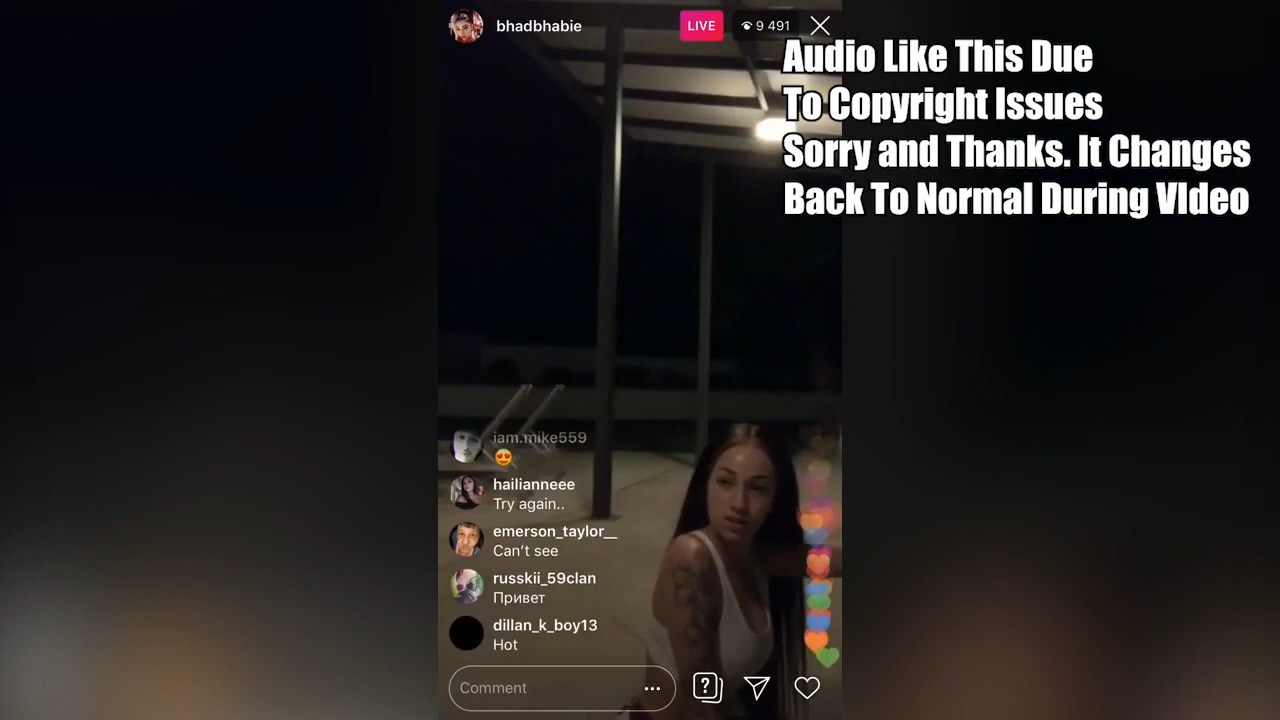 bhadbhabie
LIVE
9 491
Audio Like This Due
To Copyright Issues
Sorry and Thanks. It Changes
Back To Normal During VIdeo
iam.mike559
hailianneee
Try again..
emerson_taylor__
Can't see
russkii_59clan
Привет
dillan_k_boy13
Hot
Comment